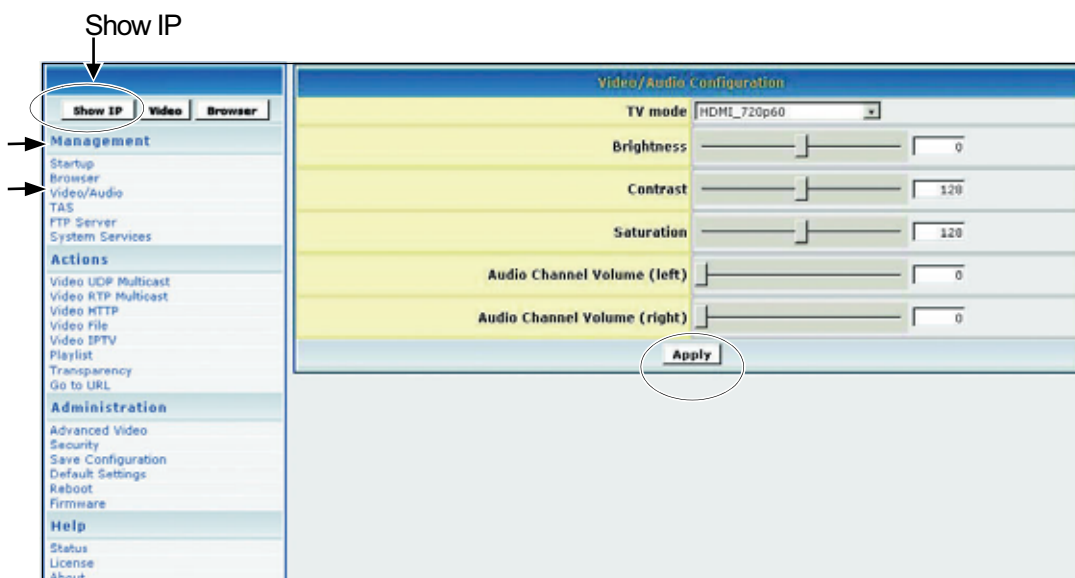 Show IP
Show IP Video Browser
Management
Startup
Browser
Video/Audio
TAS
FTP Server
System Services
Actions
Video UDP Multicast
Video RTP Multicast
Video HTTP
Video File
Video IPTV
Playlist
Transparency
Go to URL
Administration
Advanced Video
Security
Save Configuration
Default Settings
Reboot
Firmware
Help
Status
License
About
Video/Audio Configuration
TV mode HDMI_720p60
Brightness 0
Contrast 128
Saturation 128
Audio Channel Volume (left) 0
Audio Channel Volume (right) 0
Apply